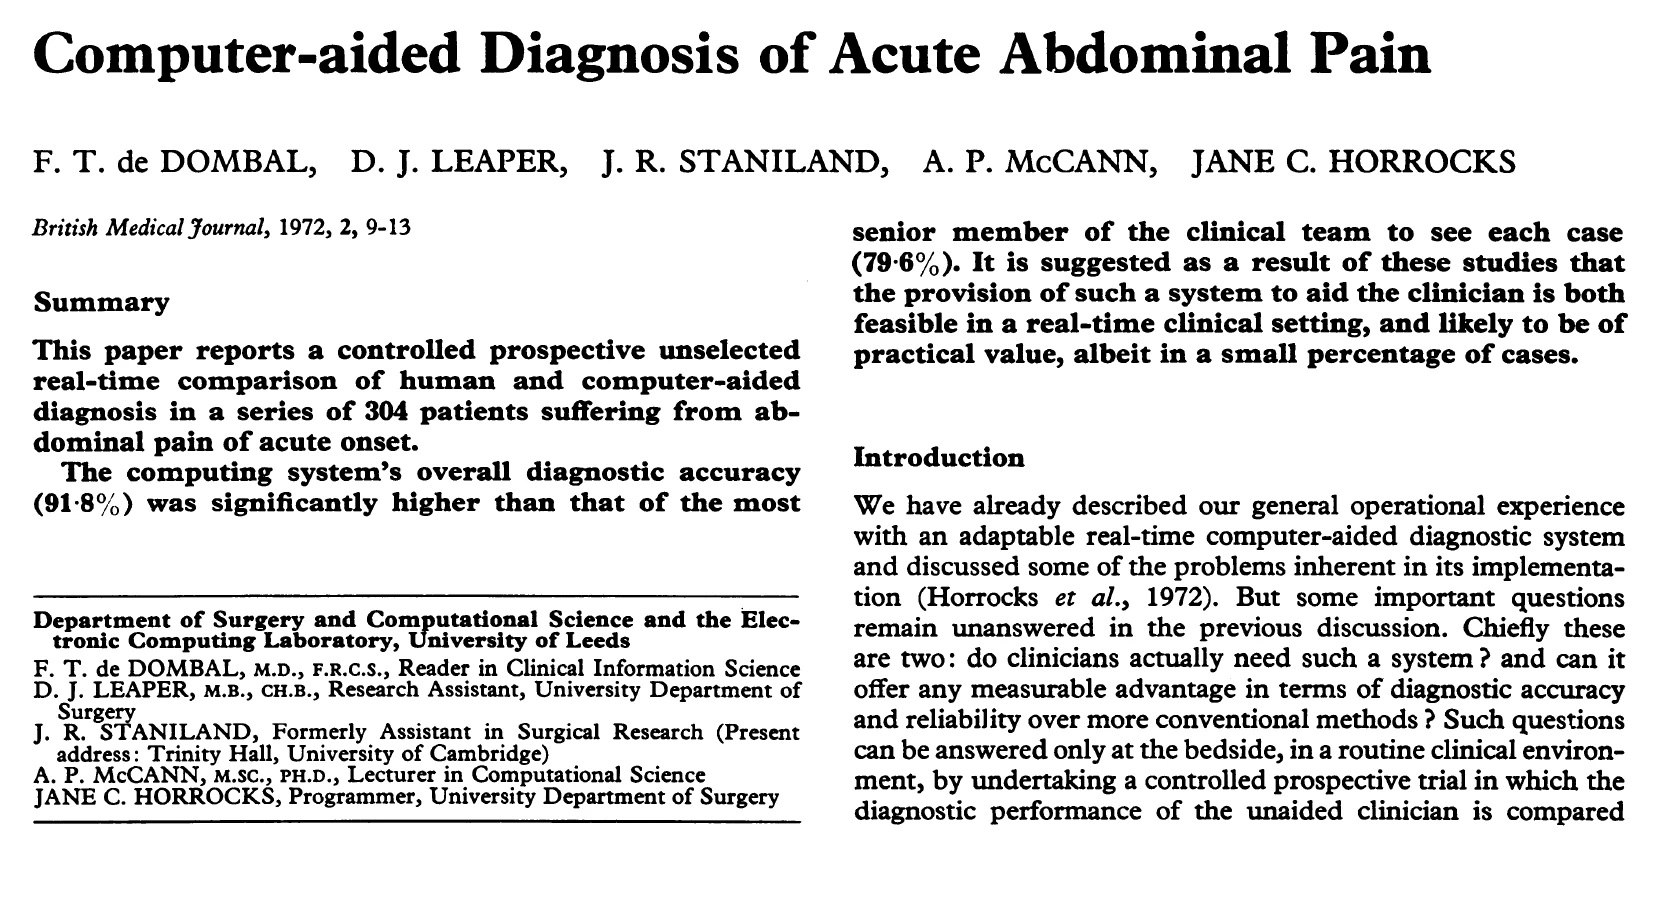 Computer-aided Diagnosis of Acute Abdominal Pain
F. T. de DOMBAL, D. J. LEAPER, J. R. STANILAND, A. P. McCANN, JANE C. HORROCKS
British Medical Journal, 1972, 2, 9-13
Summary
This paper reports a controlled prospective unselected
real-time comparison of human and computer-aided
diagnosis in a series of 304 patients suffering from ab-
dominal pain of acute onset.
The computing system's overall diagnostic accuracy
(91·8%) was significantly higher than that of the most
senior member of the clinical team to see each case
(79·6%). It is suggested as a result of these studies that
the provision of such a system to aid the clinician is both
feasible in a real-time clinical setting, and likely to be of
practical value, albeit in a small percentage of cases.
Department of Surgery and Computational Science and the Elec-
tronic Computing Laboratory, University of Leeds
F. T. de DOMBAL, M.D., F.R.C.S., Reader in Clinical Information Science
D. J. LEAPER, M.B., CH.B., Research Assistant, University Department of
Surgery
J. R. STANILAND, Formerly Assistant in Surgical Research (Present
address: Trinity Hall, University of Cambridge)
A. P. McCANN, M.SC., PH.D., Lecturer in Computational Science
JANE C. HORROCKS, Programmer, University Department of Surgery
Introduction
We have already described our general operational experience
with an adaptable real-time computer-aided diagnostic system
and discussed some of the problems inherent in its implementa-
tion (Horrocks et al., 1972). But some important questions
remain unanswered in the previous discussion. Chiefly these
are two: do clinicians actually need such a system? and can it
offer any measurable advantage in terms of diagnostic accuracy
and reliability over more conventional methods? Such questions
can be answered only at the bedside, in a routine clinical environ-
ment, by undertaking a controlled prospective trial in which the
diagnostic performance of the unaided clinician is compared